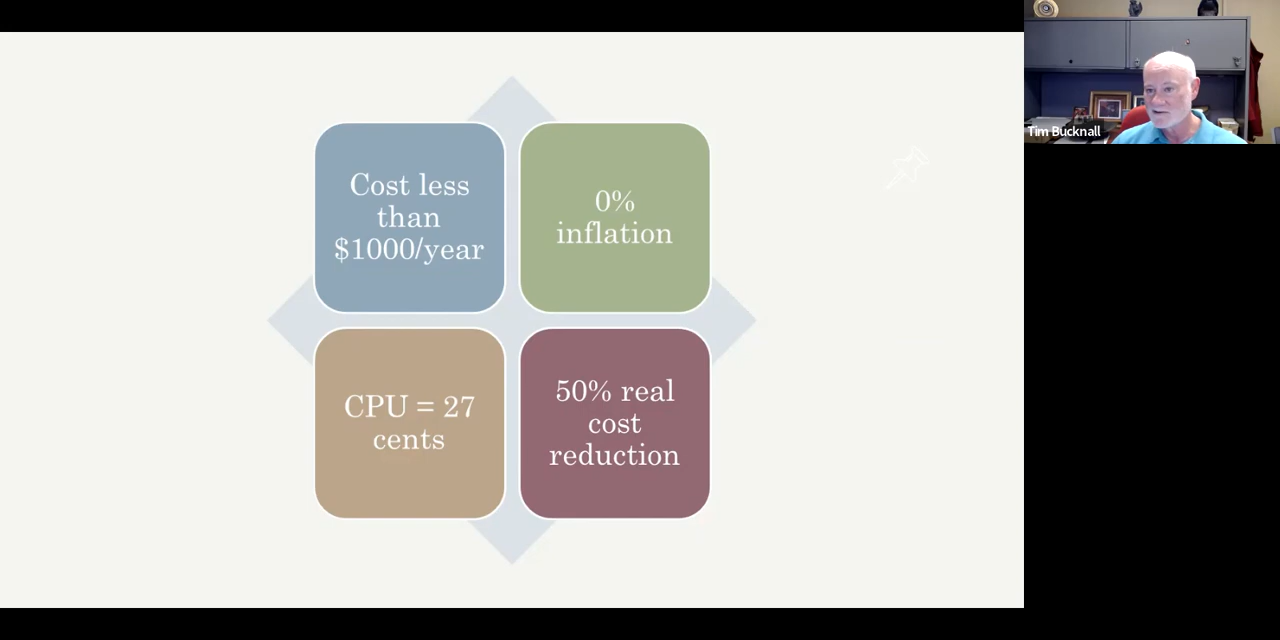 Cost less
than
$1000/year
0%
inflation
CPU = 27
cents
50% real
cost
reduction
Tim Bucknall